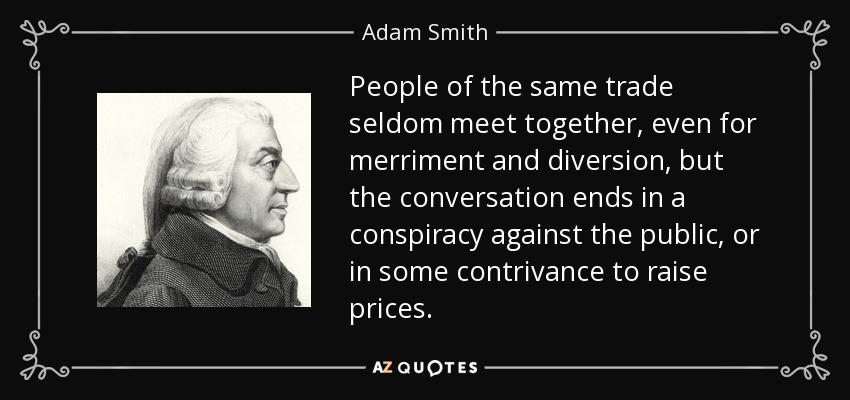 Adam Smith
People of the same trade
seldom meet together, even for
merriment and diversion, but
the conversation ends in a
conspiracy against the public, or
in some contrivance to raise
prices.
AZ QUOTES